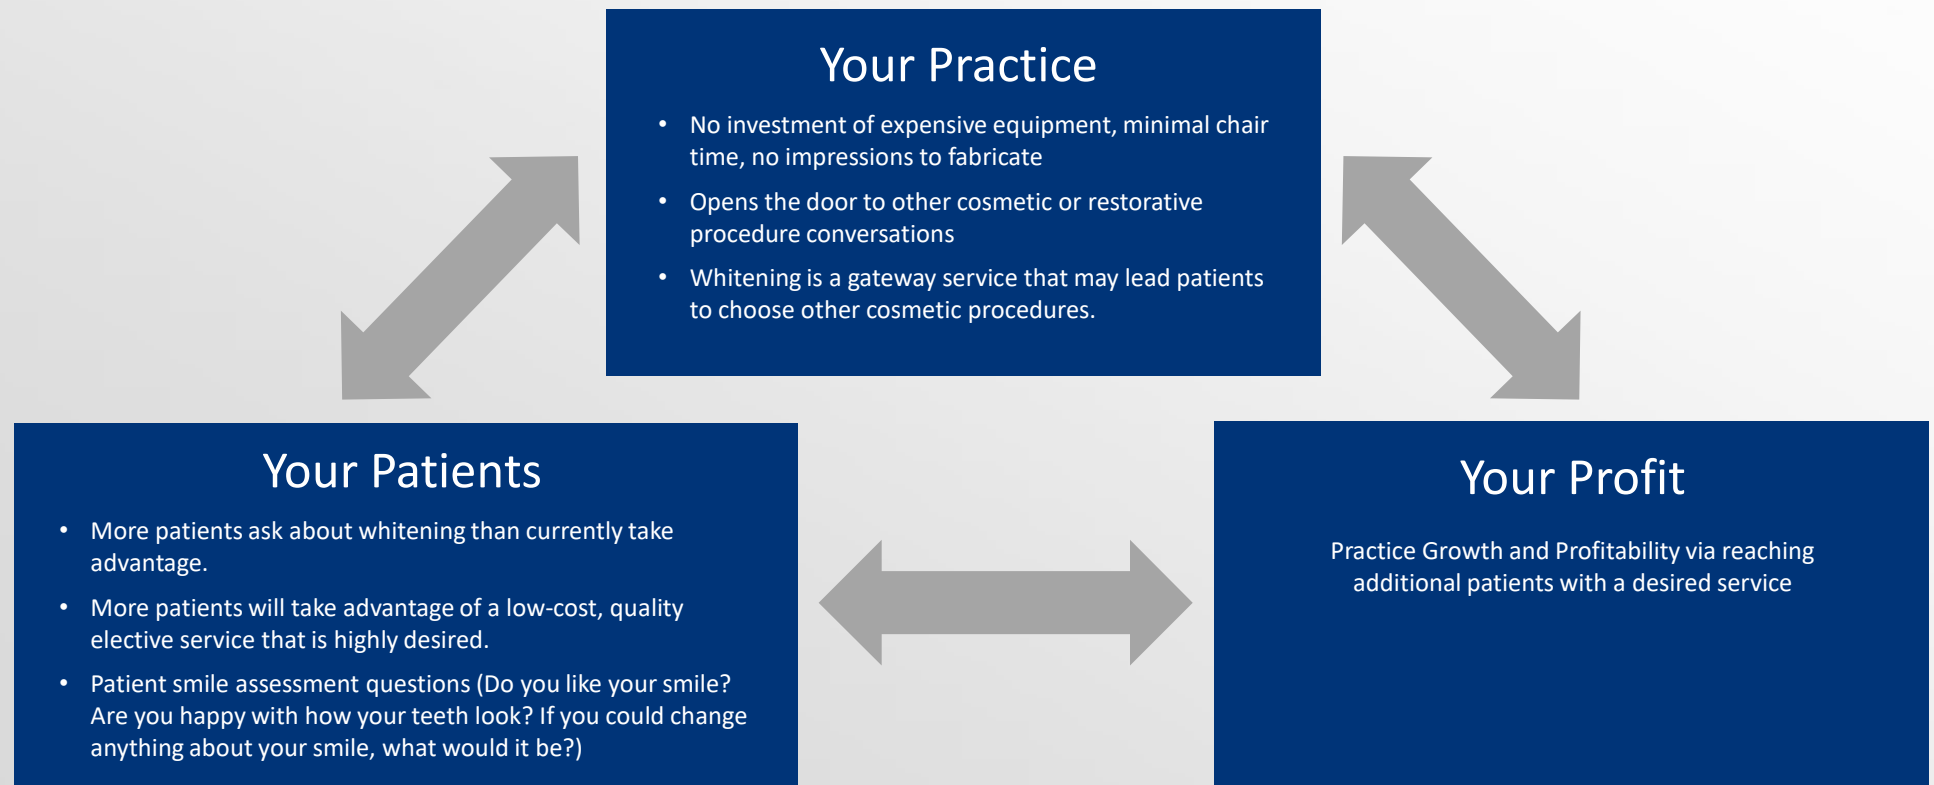 Your Practice
• No investment of expensive equipment, minimal chair
time, no impressions to fabricate
• Opens the door to other cosmetic or restorative
procedure conversations
• Whitening is a gateway service that may lead patients
to choose other cosmetic procedures.
Your Patients
• More patients ask about whitening than currently take
advantage.
• More patients will take advantage of a low-cost, quality
elective service that is highly desired.
• Patient smile assessment questions (Do you like your smile?
Are you happy with how your teeth look? If you could change
anything about your smile, what would it be?)
Your Profit
Practice Growth and Profitability via reaching
additional patients with a desired service